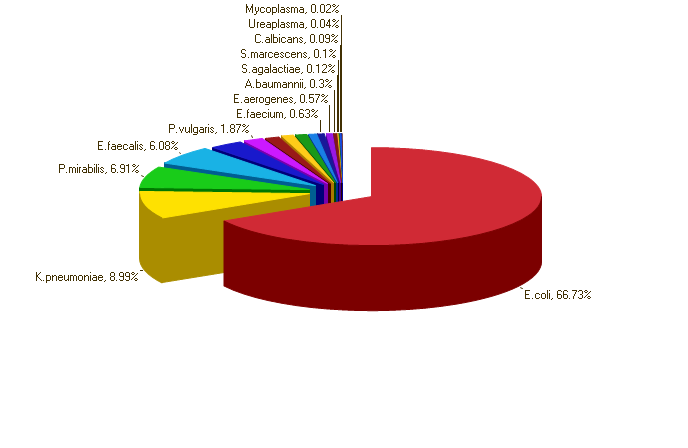 Mycoplasma, 0.02%
Ureaplasma, 0.04%
C.albicans, 0.09%
S.marcescens, 0.1%
S.agalactiae, 0.12%
A.baumannii, 0.3%
E.aerogenes, 0.57%
E.faecium, 0.63%
P.vulgaris, 1.87%
E.faecalis, 6.08%
P.mirabilis, 6.91%
K.pneumoniae, 8.99%
E.coli, 66.73%